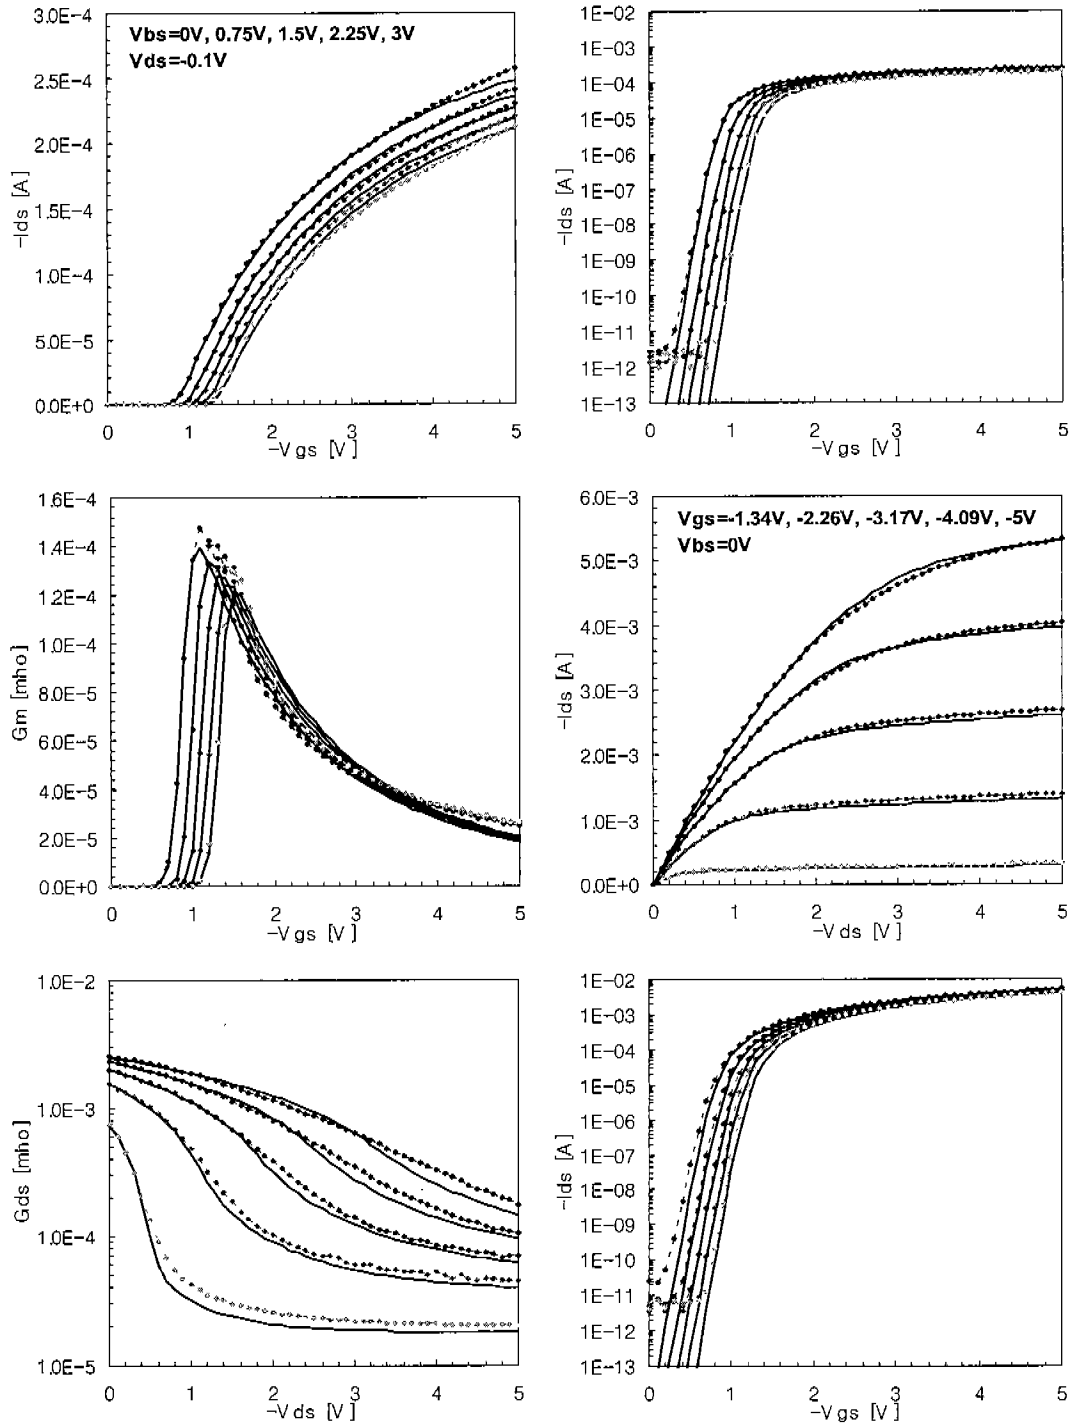 3.0E-4
2.5E-4
2.0E-4
1.5E-4
1.0E-4
5.0E-5
0.0E+0
-Ids [A]
Vbs=0V, 0.75V, 1.5V, 2.25V, 3V
Vds=-0.1V
0 1 2 3 4 5
-Vgs [V]
1E-02
1E-03
1E-04
1E-05
1E-06
1E-07
1E-08
1E-09
1E-10
1E-11
1E-12
1E-13
-Ids [A]
0 1 2 3 4 5
-Vgs [V]
1.6E-4
1.4E-4
1.2E-4
1.0E-4
8.0E-5
6.0E-5
4.0E-5
2.0E-5
0.0E+0
Gm [mho]
0 1 2 3 4 5
-Vgs [V]
6.0E-3
5.0E-3
4.0E-3
3.0E-3
2.0E-3
1.0E-3
0.0E+0
-Ids [A]
Vgs=-1.34V, -2.26V, -3.17V, -4.09V, -5V
Vbs=0V
0 1 2 3 4 5
-Vds [V]
1.0E-2
1.0E-3
1.0E-4
1.0E-5
Gds [mho]
0 1 2 3 4 5
-Vds [V]
1E-02
1E-03
1E-04
1E-05
1E-06
1E-07
1E-08
1E-09
1E-10
1E-11
1E-12
1E-13
-Ids [A]
0 1 2 3 4 5
-Vgs [V]